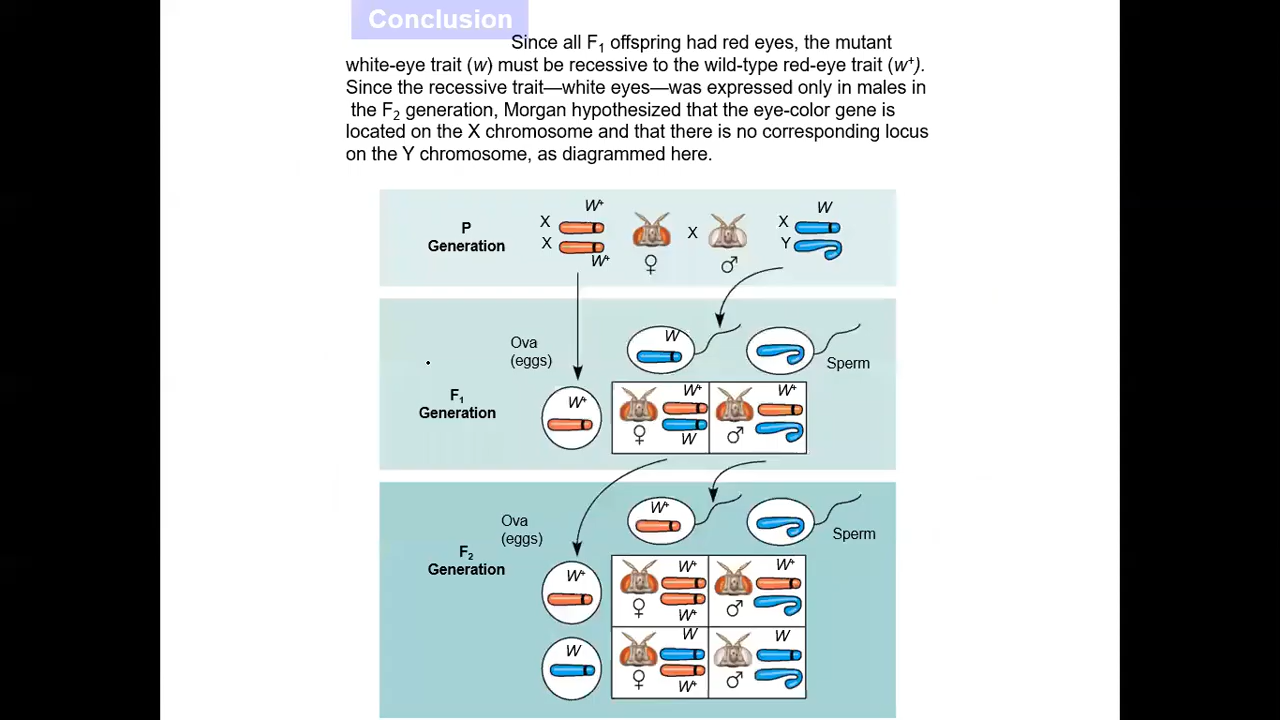 Conclusion
Since all F₁ offspring had red eyes, the mutant
white-eye trait (w) must be recessive to the wild-type red-eye trait (w⁺).
Since the recessive trait—white eyes—was expressed only in males in
the F₂ generation, Morgan hypothesized that the eye-color gene is
located on the X chromosome and that there is no corresponding locus
on the Y chromosome, as diagrammed here.
P
Generation
X
X
W⁺
W⁺
♀
X
♂
X
Y
W
F₁
Generation
Ova
(eggs)
W
Sperm
W⁺
W⁺
♀
W
W⁺
♂
F₂
Generation
Ova
(eggs)
W⁺
Sperm
W⁺
W⁺
♀
W⁺
W⁺
♂
W
W
♀
W⁺
W
♂